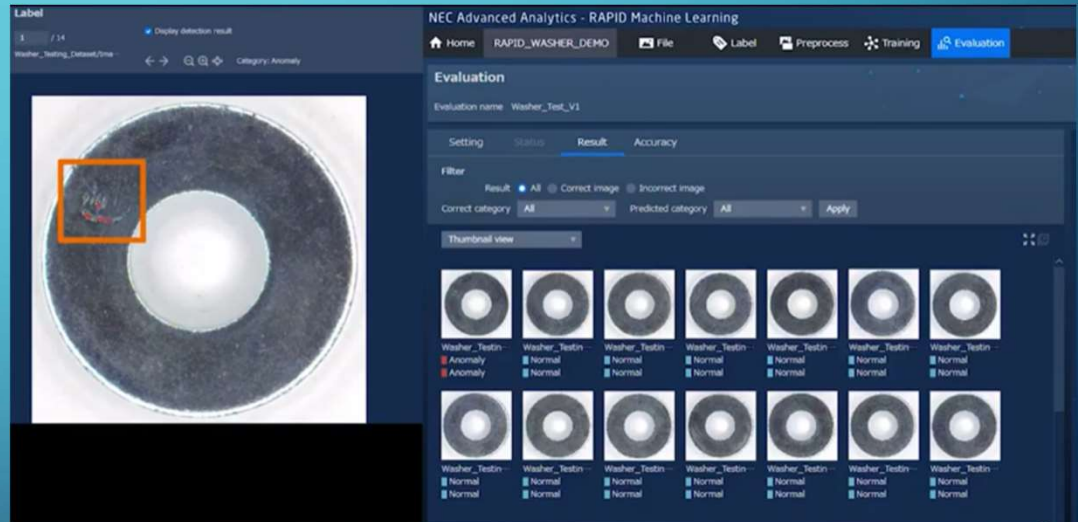 Label
1 / 14
Display detection result
Washer_Testing_Dataset/Ime...
Category: Anomaly
NEC Advanced Analytics - RAPID Machine Learning
Home RAPID_WASHER_DEMO File Label Preprocess Training Evaluation
Evaluation
Evaluation name Washer_Test_V1
Setting Status Result Accuracy
Filter
Result All Correct image Incorrect image
Correct category All Predicted category All Apply
Thumbnail view
Washer_Testin... Washer_Testin... Washer_Testin... Washer_Testin... Washer_Testin... Washer_Testin... Washer_Testin...
Anomaly Normal Normal Normal Normal Normal Normal
Anomaly Normal Normal Normal Normal Normal Normal
Washer_Testin... Washer_Testin... Washer_Testin... Washer_Testin... Washer_Testin... Washer_Testin... Washer_Testin...
Normal Normal Normal Normal Normal Normal Normal
Normal Normal Normal Normal Normal Normal Normal